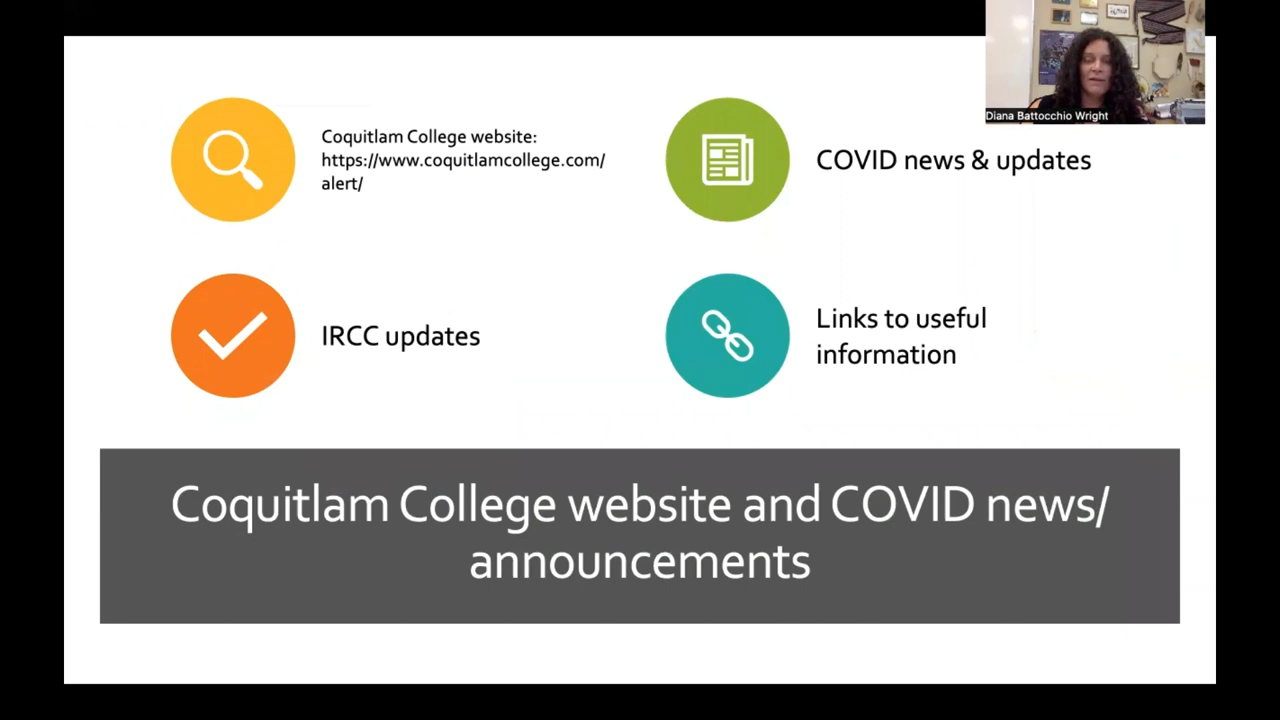 Diana Battocchio Wright
Coquitlam College website:
https://www.coquitlamcollege.com/
alert/
COVID news & updates
IRCC updates
Links to useful
information
Coquitlam College website and COVID news/
announcements